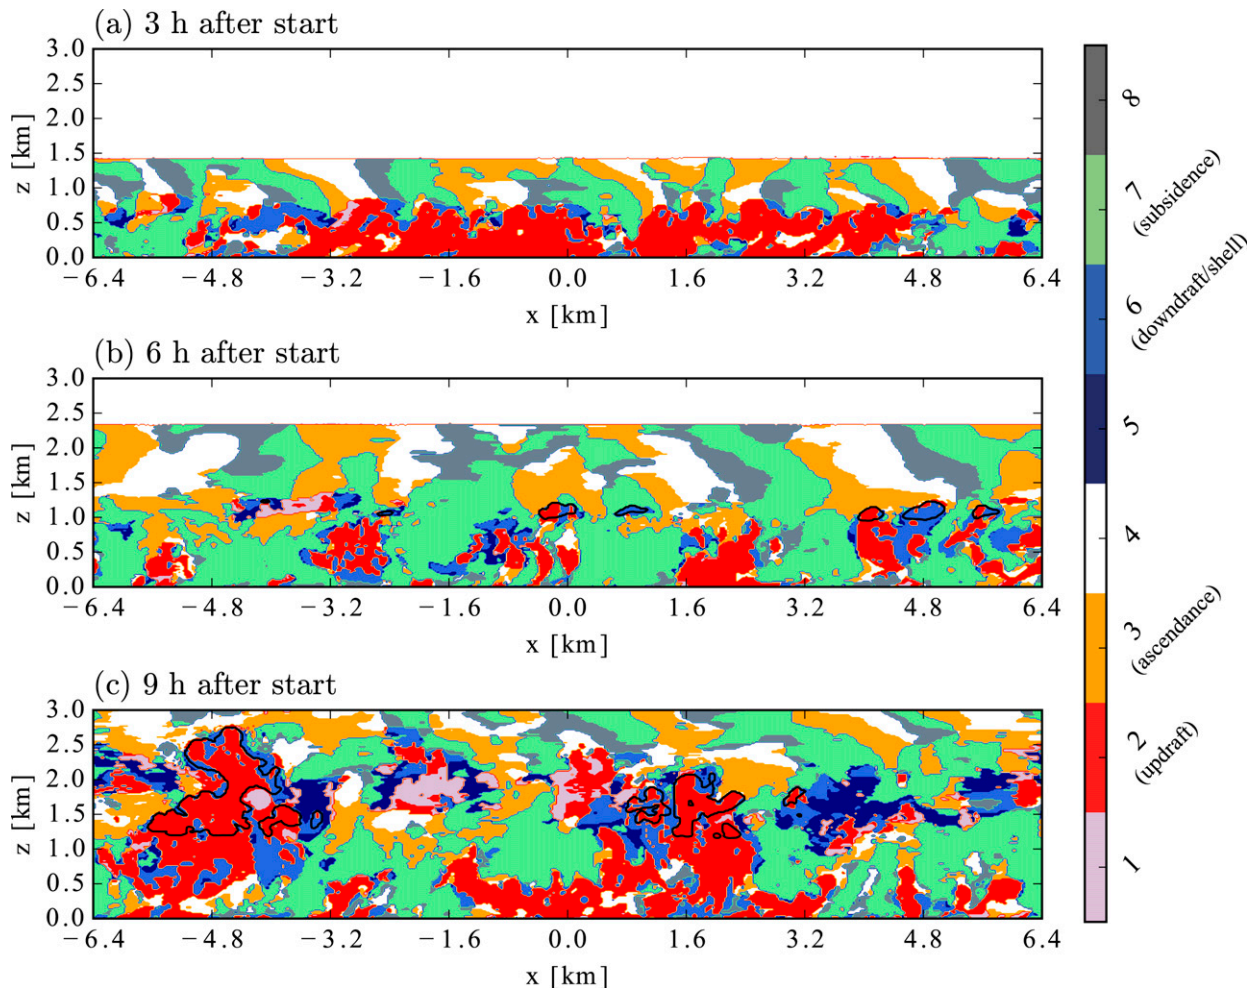 (a) 3 h after start
3.0
2.5
2.0
1.5
1.0
0.5
0.0
z [km]
−6.4 −4.8 −3.2 −1.6 0.0 1.6 3.2 4.8 6.4
x [km]
(b) 6 h after start
3.0
2.5
2.0
1.5
1.0
0.5
0.0
z [km]
−6.4 −4.8 −3.2 −1.6 0.0 1.6 3.2 4.8 6.4
x [km]
(c) 9 h after start
3.0
2.5
2.0
1.5
1.0
0.5
0.0
z [km]
−6.4 −4.8 −3.2 −1.6 0.0 1.6 3.2 4.8 6.4
x [km]
8
7
(subsidence)
6
(downdraft/shell)
5
4
3
(ascendance)
2
(updraft)
1